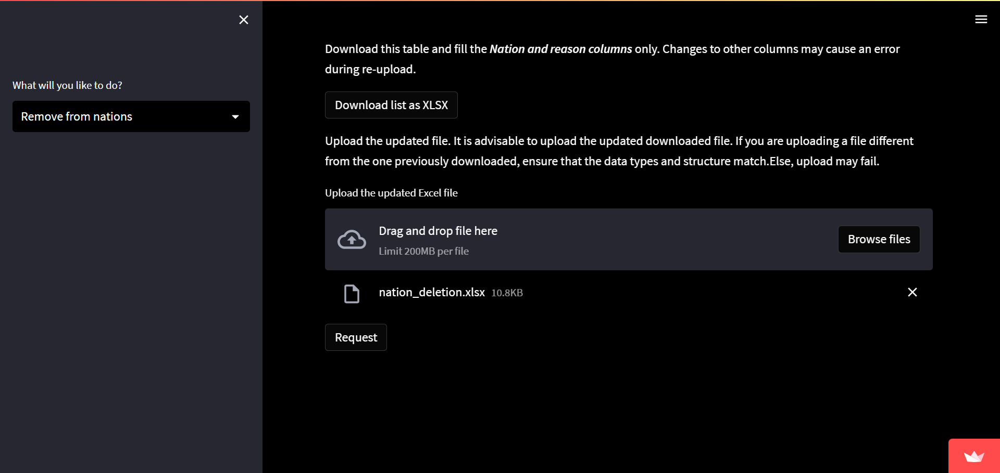 What will you like to do?
Remove from nations
Download this table and fill the Nation and reason columns only. Changes to other columns may cause an error
during re-upload.
Download list as XLSX
Upload the updated file. It is advisable to upload the updated downloaded file. If you are uploading a file different
from the one previously downloaded, ensure that the data types and structure match.Else, upload may fail.
Upload the updated Excel file
Drag and drop file here
Limit 200MB per file
Browse files
nation_deletion.xlsx 10.8KB
Request